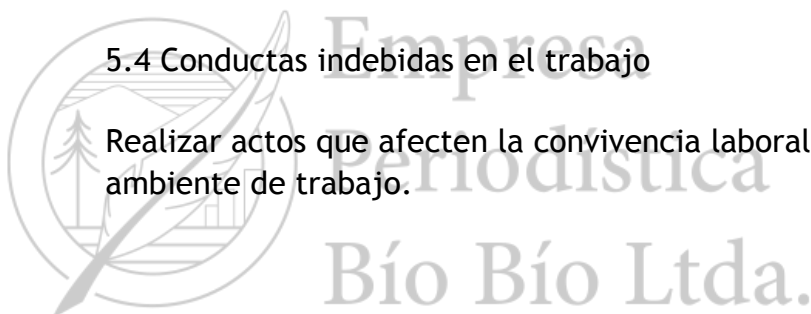 Empresa
5.4 Conductas indebidas en el trabajo
Periodística
Realizar actos que afecten la convivencia laboral
ambiente de trabajo.
Bío Bío Ltda.